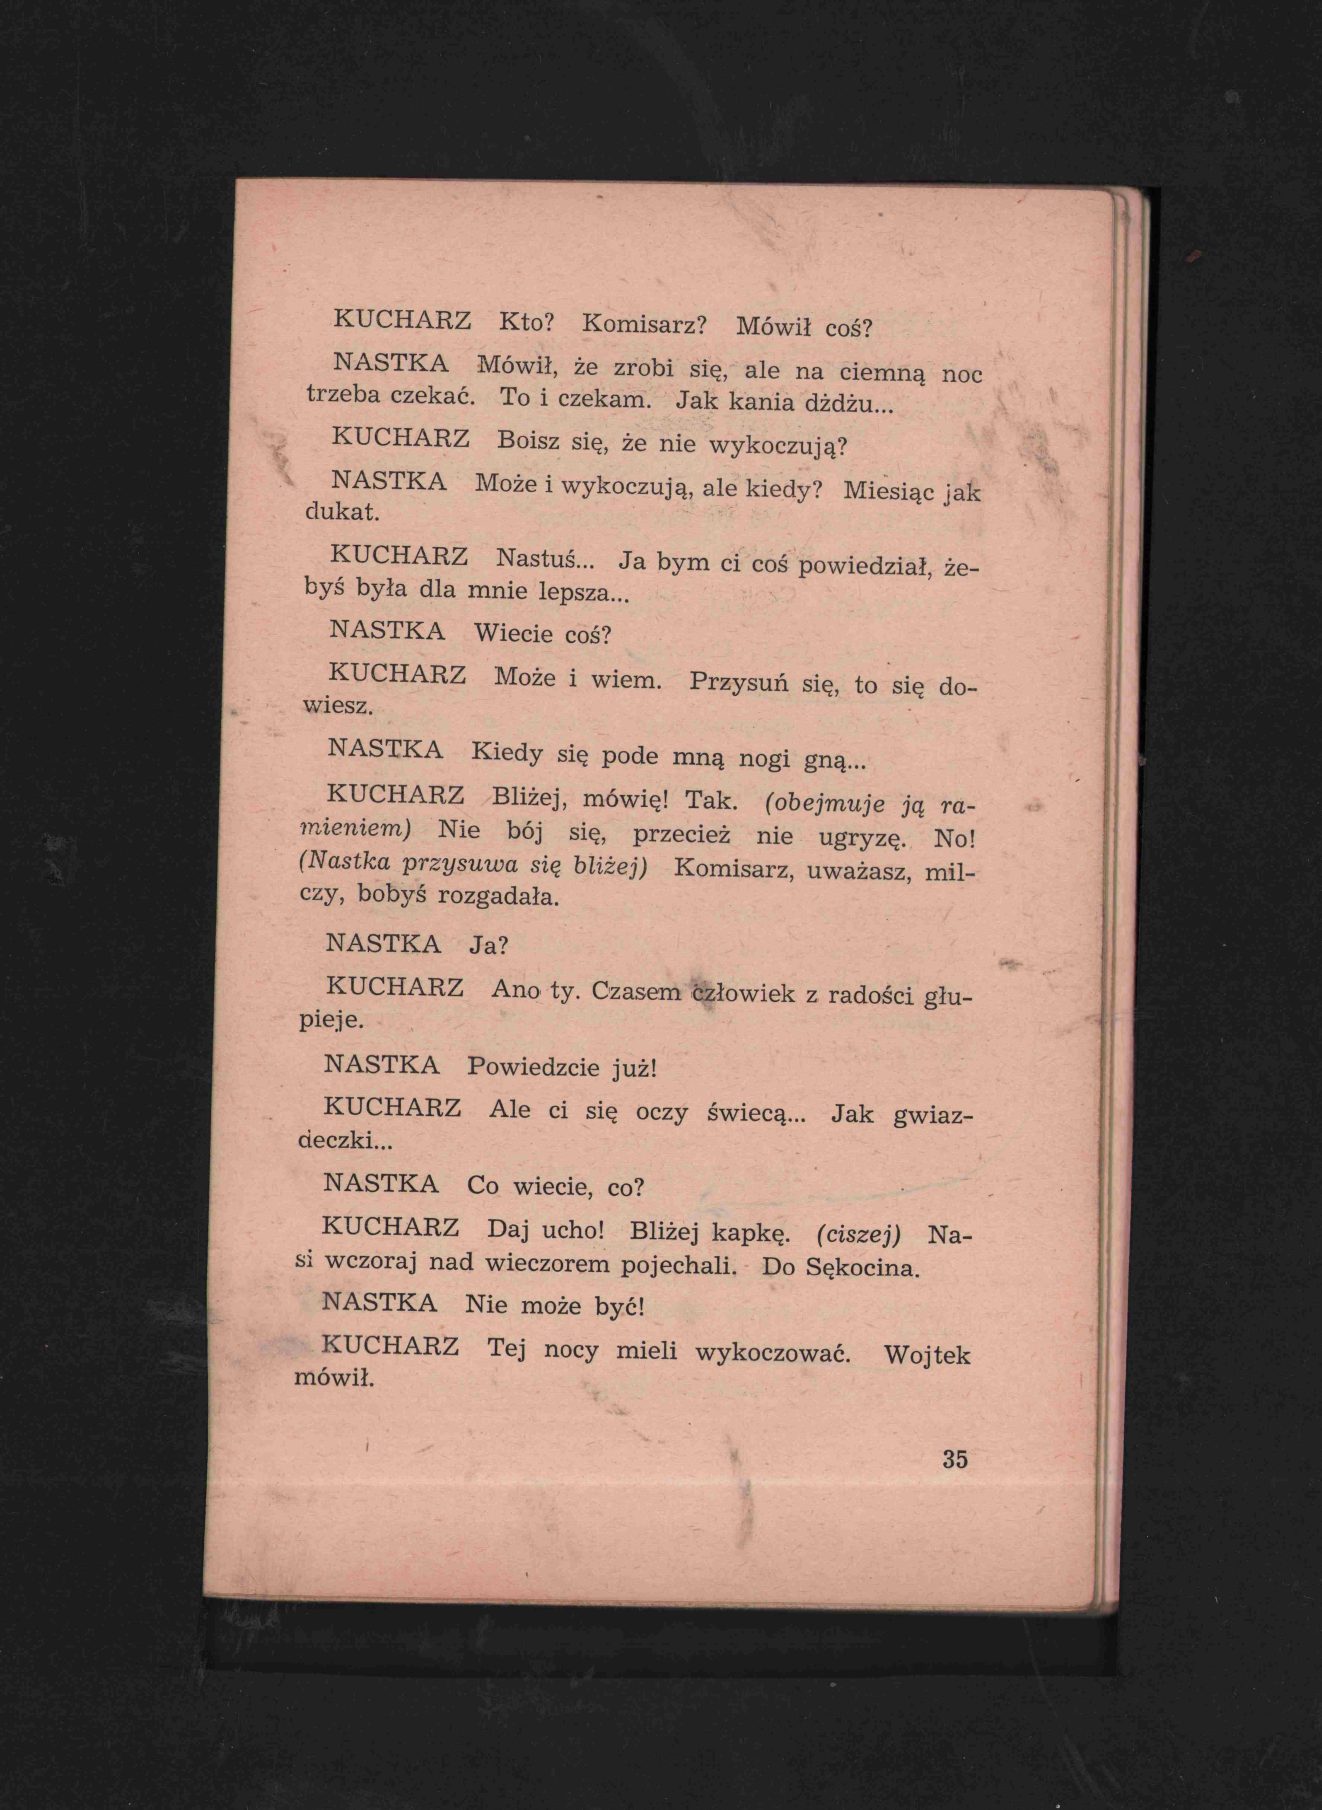 KUCHARZ Kto? Komisarz? Mówił coś?
NASTKA Mówił, że zrobi się, ale na ciemną noc
trzeba czekać. To i czekam. Jak kania dżdżu...
KUCHARZ Boisz się, że nie wykoczują?
NASTKA Może i wykoczują, ale kiedy? Miesiąc jak
dukat.
KUCHARZ Nastuś... Ja bym ci coś powiedział, że-
byś była dla mnie lepsza...
NASTKA Wiecie coś?
KUCHARZ Może i wiem. Przysuń się, to się do-
wiesz.
NASTKA Kiedy się pode mną nogi gną...
KUCHARZ Bliżej, mówię! Tak. (obejmuje ją ra-
mieniem) Nie bój się, przecież nie ugryzę. No!
(Nastka przysuwa się bliżej) Komisarz, uważasz, mil-
czy, bobyś rozgadała.
NASTKA Ja?
KUCHARZ Ano ty. Czasem człowiek z radości głu-
pieje.
NASTKA Powiedzcie już!
KUCHARZ Ale ci się oczy świecą... Jak gwiaz-
deczki...
NASTKA Co wiecie, co?
KUCHARZ Daj ucho! Bliżej kapkę. (ciszej) Na-
si wczoraj nad wieczorem pojechali. Do Sękocina.
NASTKA Nie może być!
KUCHARZ Tej nocy mieli wykoczować. Wojtek
mówił.
35